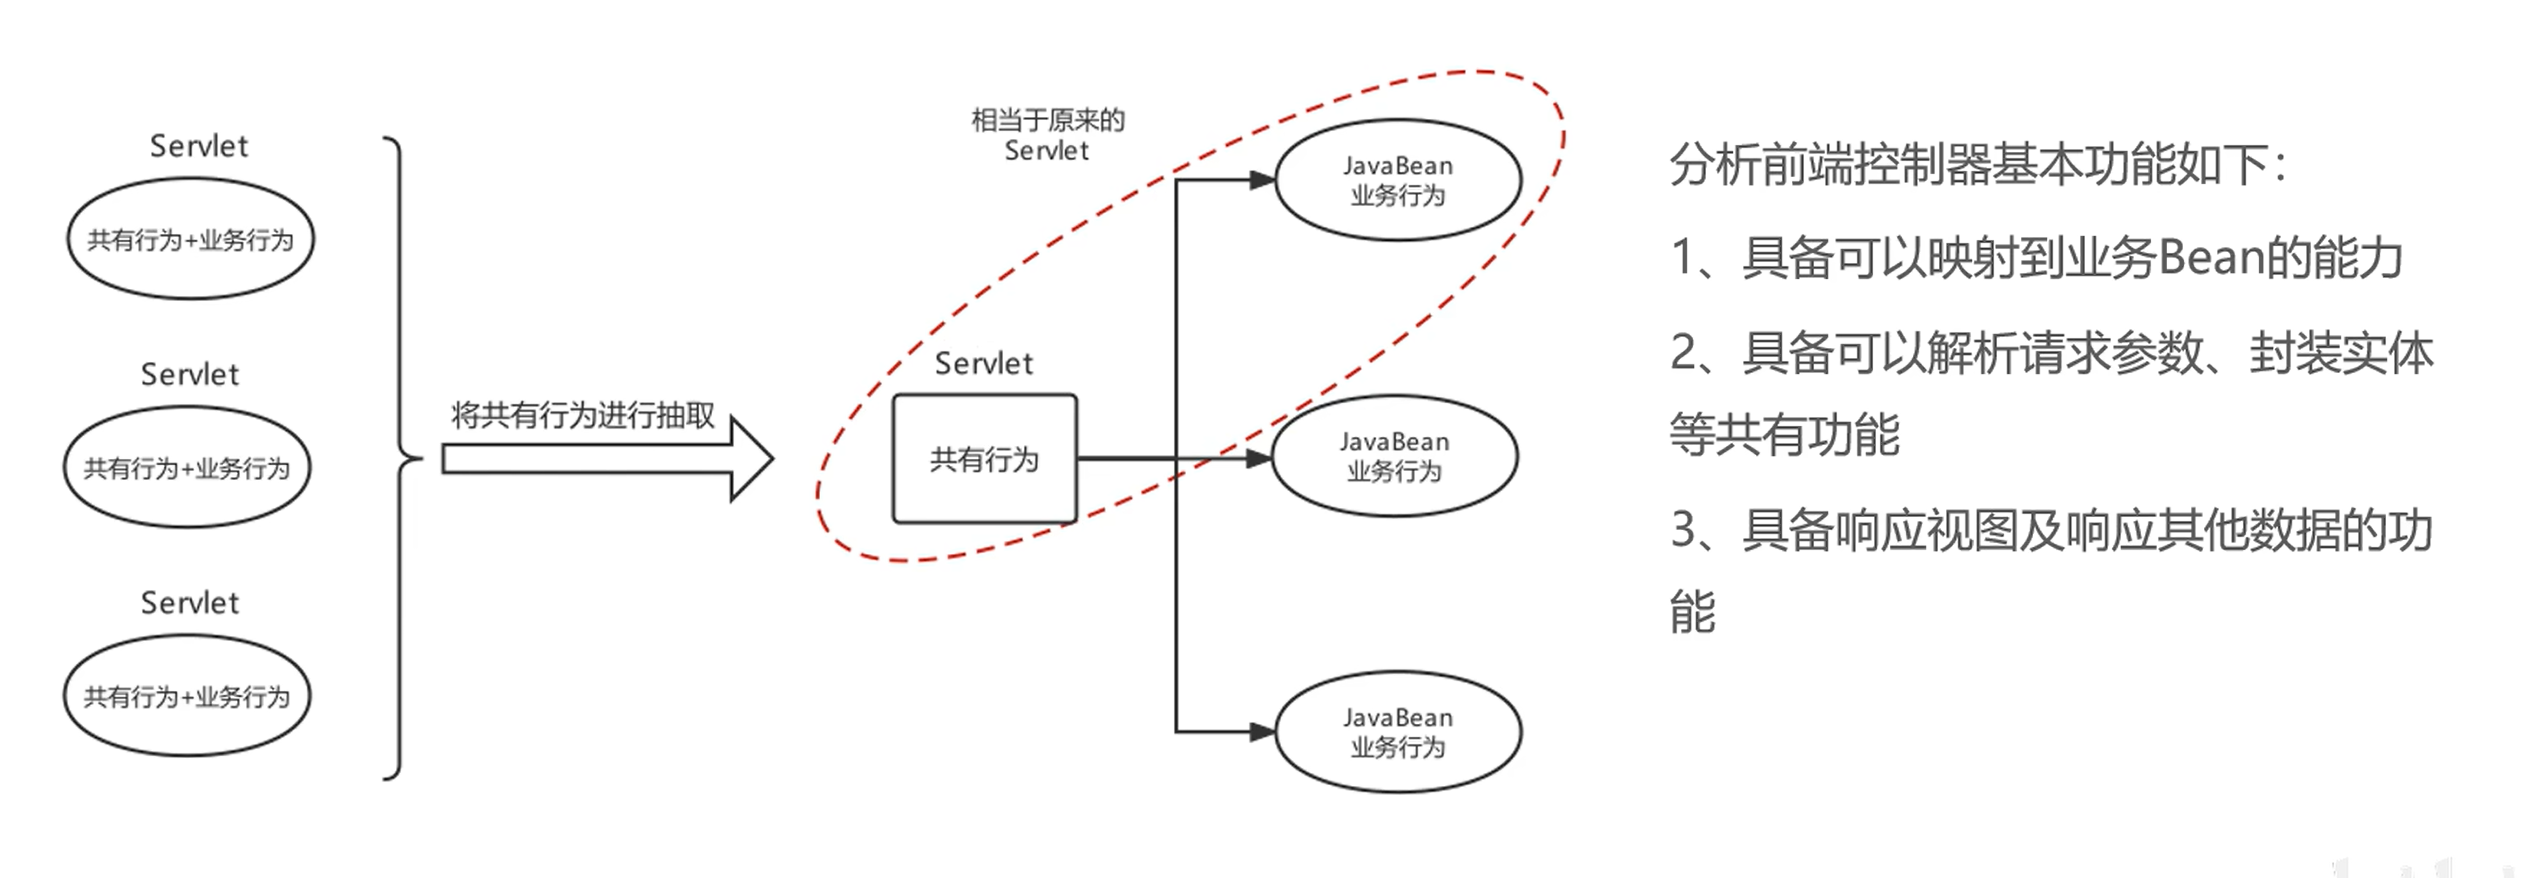 Servlet
共有行为+业务行为
Servlet
共有行为+业务行为
Servlet
共有行为+业务行为
将共有行为进行抽取
相当于原来的
Servlet
Servlet
共有行为
JavaBean
业务行为
JavaBean
业务行为
JavaBean
业务行为
分析前端控制器基本功能如下：
1、具备可以映射到业务Bean的能力
2、具备可以解析请求参数、封装实体
等共有功能
3、具备响应视图及响应其他数据的功
能